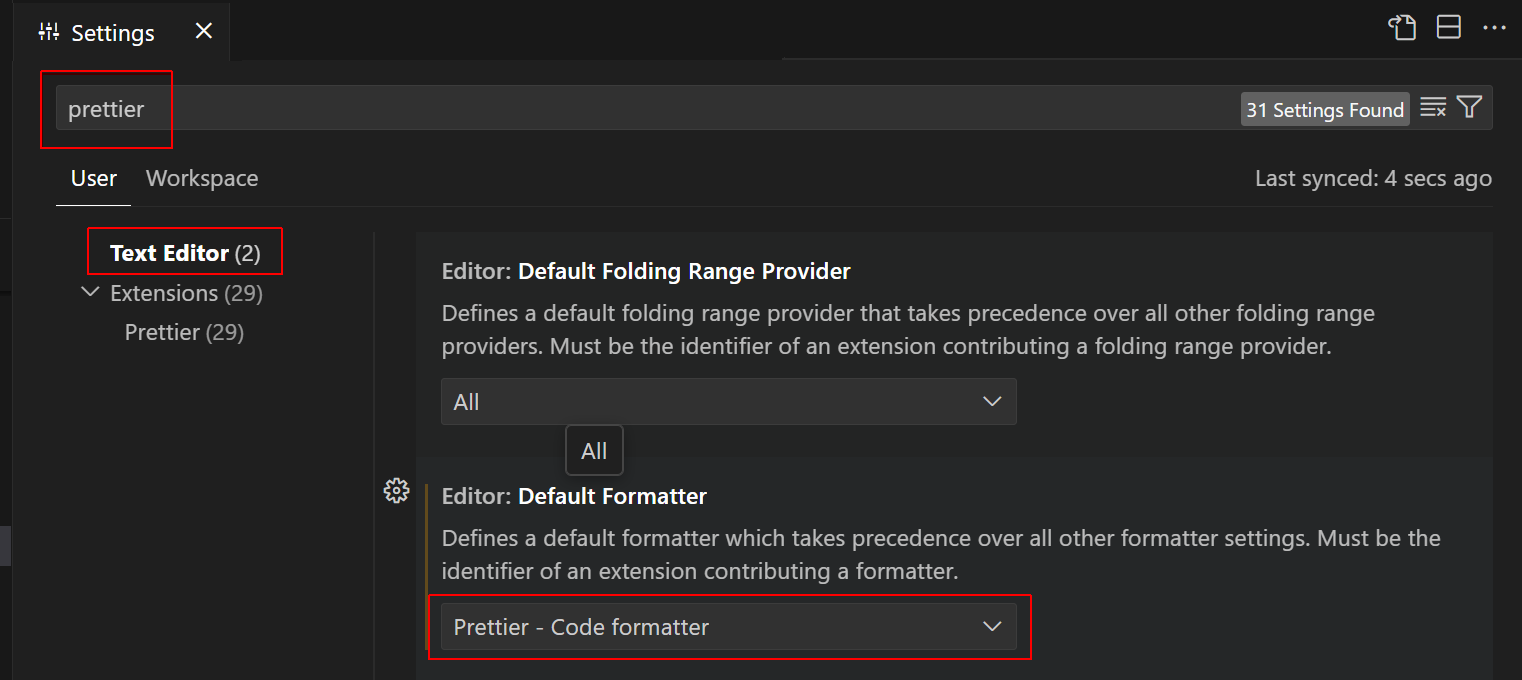 Settings
prettier
31 Settings Found
User Workspace
Last synced: 4 secs ago
Text Editor (2)
Extensions (29)
Prettier (29)
Editor: Default Folding Range Provider
Defines a default folding range provider that takes precedence over all other folding range
providers. Must be the identifier of an extension contributing a folding range provider.
All
All
Editor: Default Formatter
Defines a default formatter which takes precedence over all other formatter settings. Must be the
identifier of an extension contributing a formatter.
Prettier - Code formatter